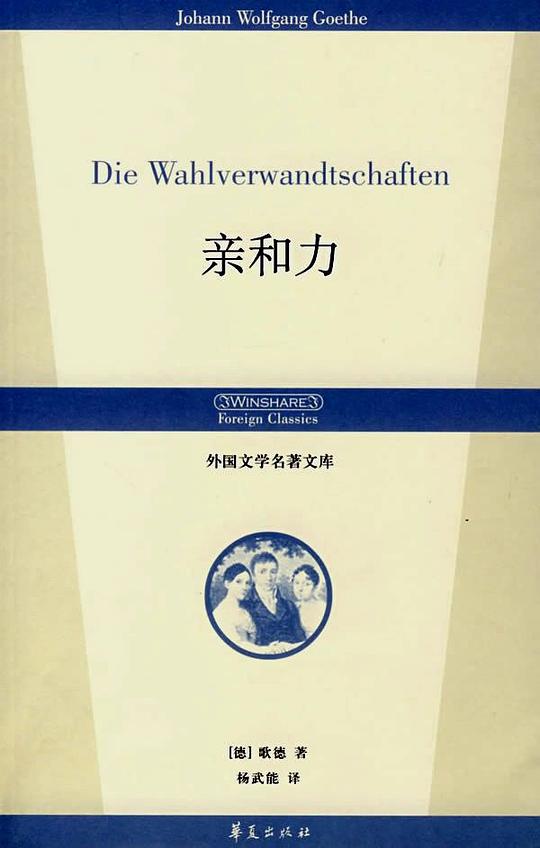 Johann Wolfgang Goethe
Die Wahlverwandtschaften
亲和力
WINSHARE
Foreign Classics
外国文学名著文库
[德] 歌德 著
杨武能 译
华夏出版社